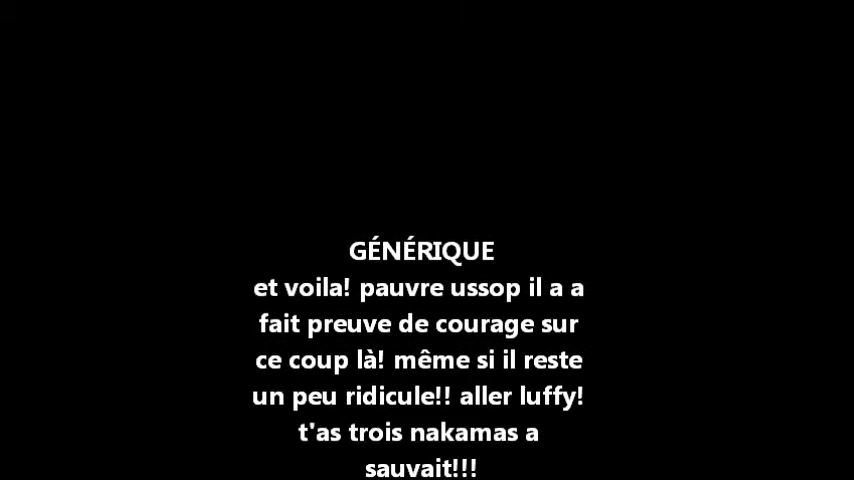 GÉNÉRIQUE
et voila! pauvre ussop il a a
fait preuve de courage sur
ce coup là! même si il reste
un peu ridicule!! aller luffy!
t'as trois nakamas a
sauvait!!!